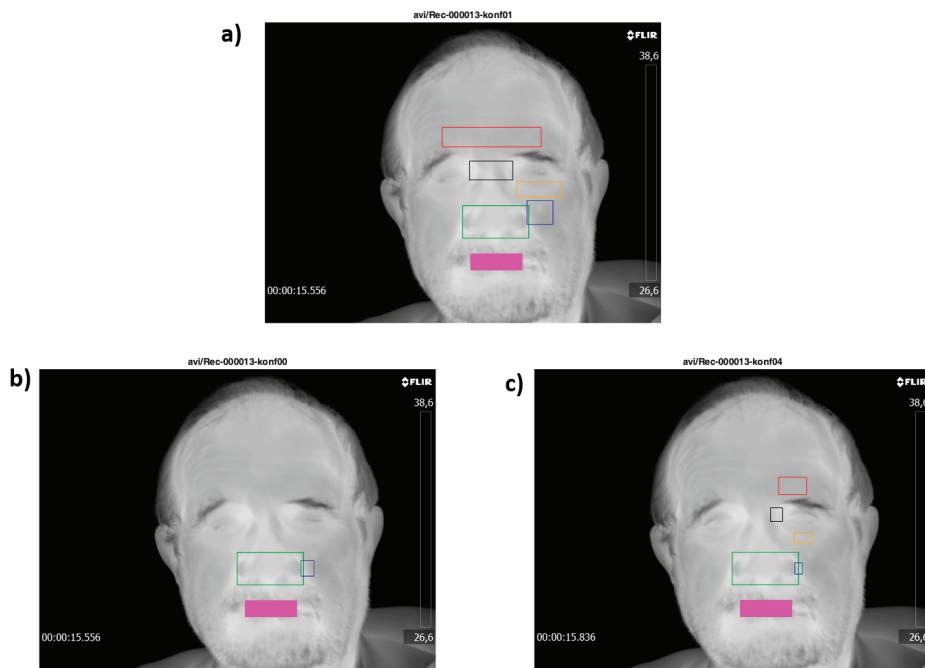 avi/Rec-000013-konf01
a)
FLIR
38,6
00:00:15.556
26,6
avi/Rec-000013-konf00
b)
FLIR
38,6
00:00:15.556
26,6
avi/Rec-000013-konf04
c)
FLIR
38,6
00:00:15.836
26,6